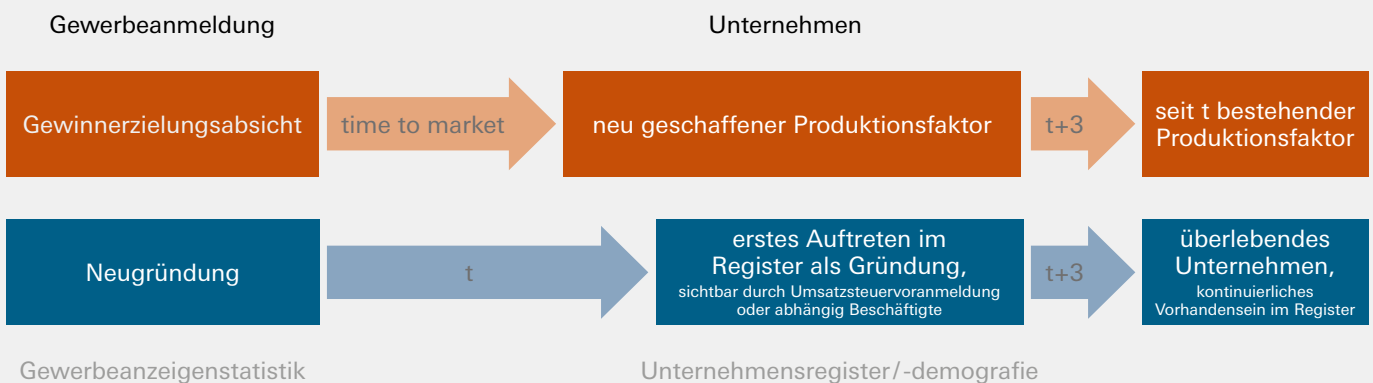 Gewerbeanmeldung
Unternehmen
Gewinnerzielungsabsicht
time to market
neu geschaffener Produktionsfaktor
t+3
seit t bestehender
Produktionsfaktor
Neugründung
t
erstes Auftreten im
Register als Gründung,
sichtbar durch Umsatzsteuervoranmeldung
oder abhängig Beschäftigte
t+3
überlebendes
Unternehmen,
kontinuierliches
Vorhandensein im Register
Gewerbeanzeigenstatistik
Unternehmensregister/-demografie